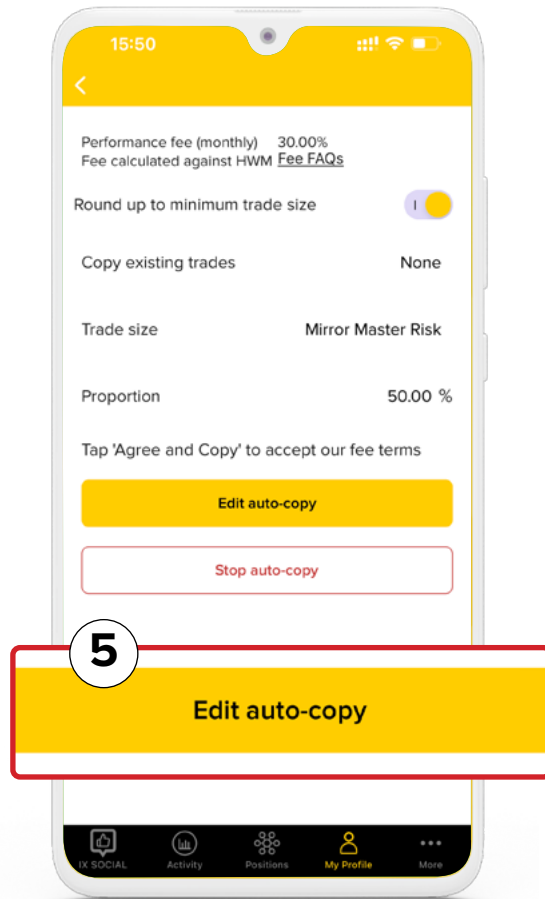 15:50
Performance fee (monthly) 30.00%
Fee calculated against HWM Fee FAQs
Round up to minimum trade size
Copy existing trades None
Trade size Mirror Master Risk
Proportion 50.00 %
Tap 'Agree and Copy' to accept our fee terms
Edit auto-copy
Stop auto-copy
5
Edit auto-copy
IX SOCIAL Activity Positions My Profile More